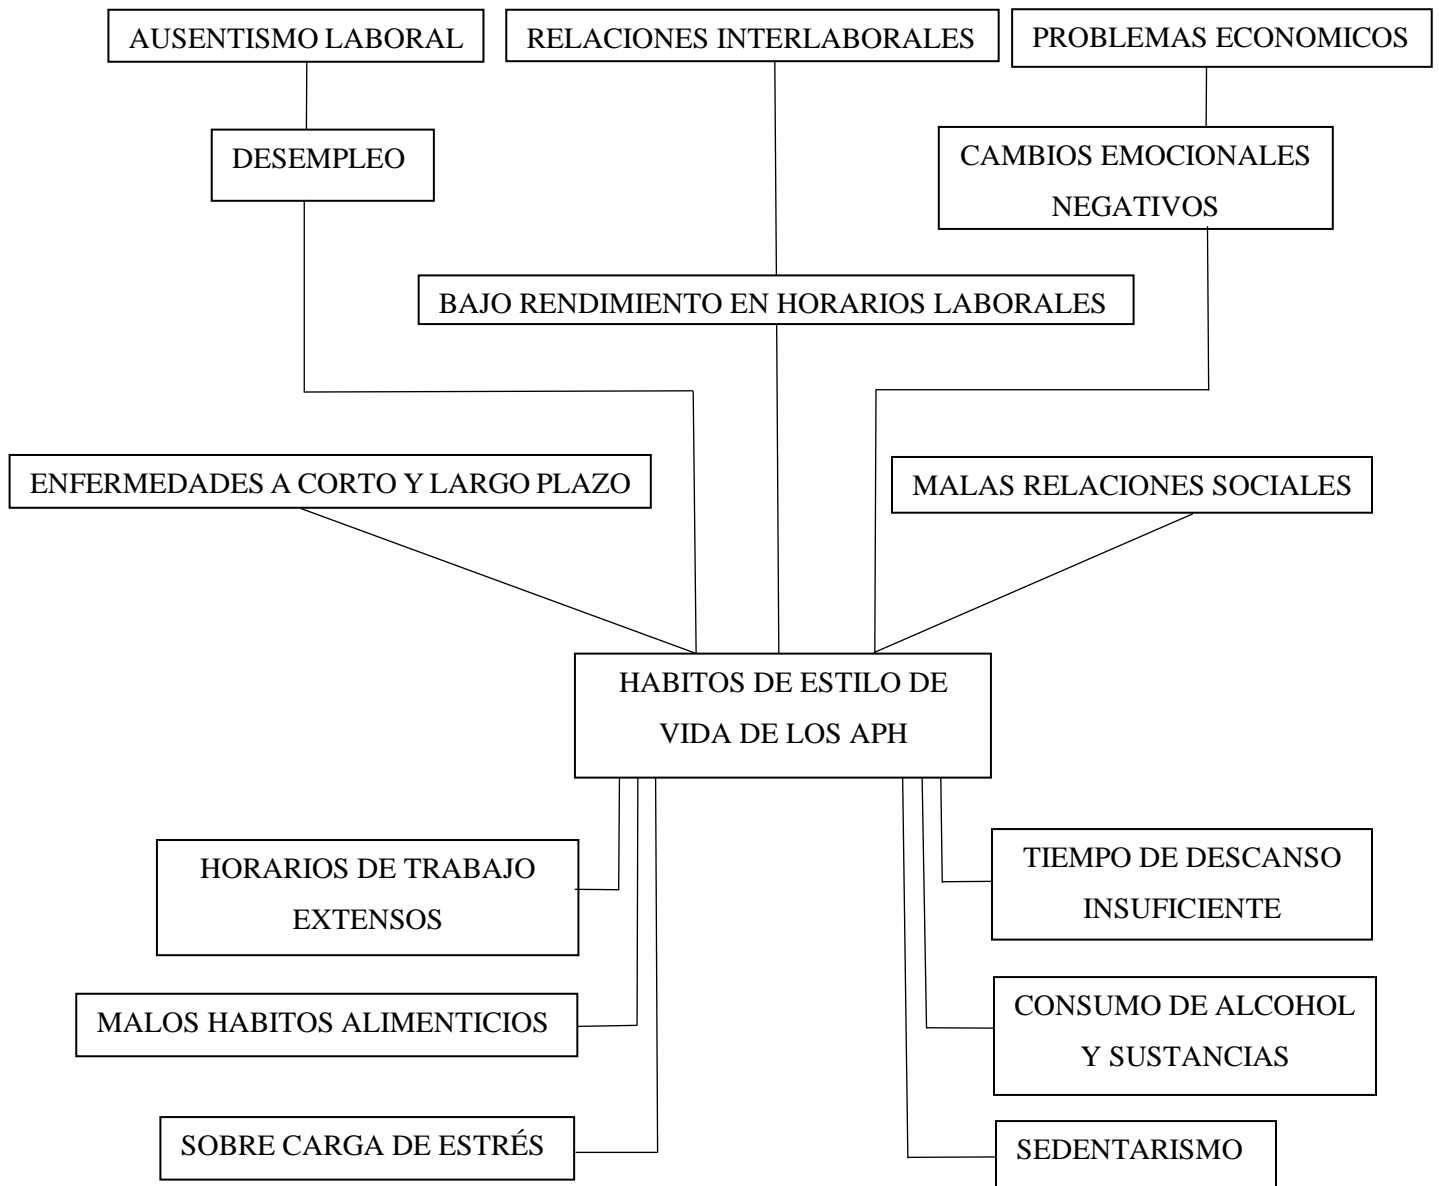 AUSENTISMO LABORAL
RELACIONES INTERLABORALES
PROBLEMAS ECONOMICOS
DESEMPLEO
CAMBIOS EMOCIONALES
NEGATIVOS
BAJO RENDIMIENTO EN HORARIOS LABORALES
ENFERMEDADES A CORTO Y LARGO PLAZO
MALAS RELACIONES SOCIALES
HABITOS DE ESTILO DE
VIDA DE LOS APH
HORARIOS DE TRABAJO
EXTENSOS
TIEMPO DE DESCANSO
INSUFICIENTE
MALOS HABITOS ALIMENTICIOS
CONSUMO DE ALCOHOL
Y SUSTANCIAS
SOBRE CARGA DE ESTRÉS
SEDENTARISMO